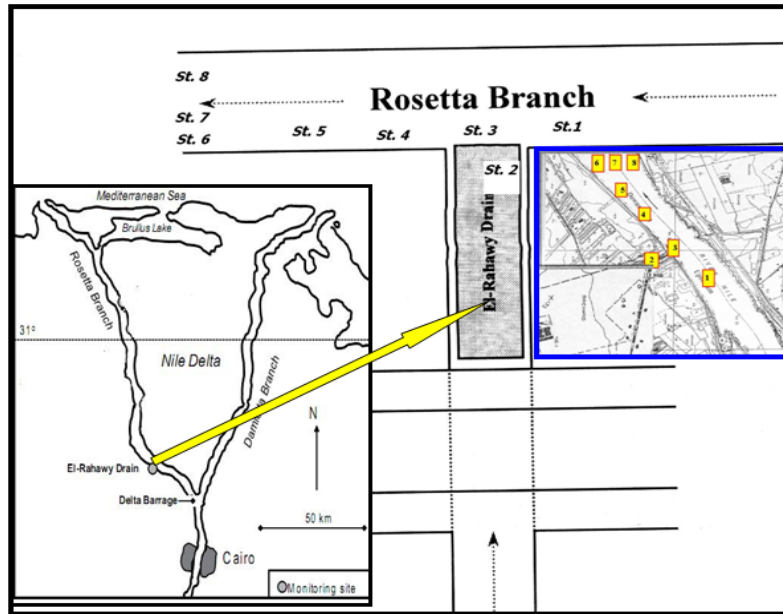 St. 8
Rosetta Branch
St. 7
St. 6
St. 5
St. 4
St. 3
St.1
St. 2
El-Rahawy Drain
6
7
8
5
4
3
2
1
Mediterranean Sea
Brullus Lake
Rosetta Branch
31°
Nile Delta
Damietta Branch
N
El-Rahawy Drain
Delta Barrage
50 km
Cairo
Monitoring site